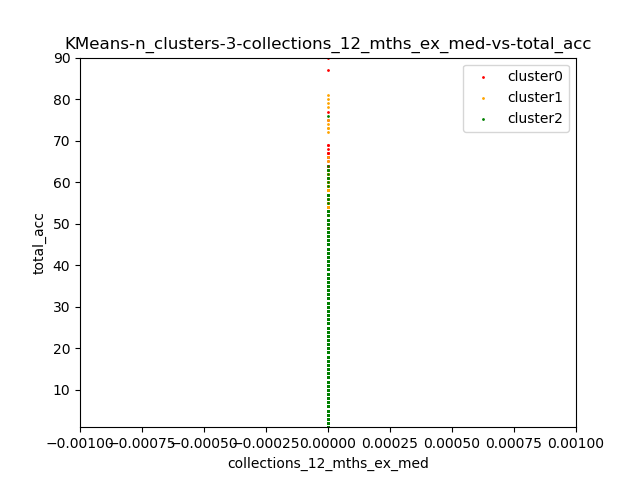 KMeans-n_clusters-3-collections_12_mths_ex_med-vs-total_acc
90
80
70
60
50
40
30
20
10
total_acc
cluster0
cluster1
cluster2
−0.00100 −0.00075 −0.00050 −0.00025 0.00000 0.00025 0.00050 0.00075 0.00100
collections_12_mths_ex_med